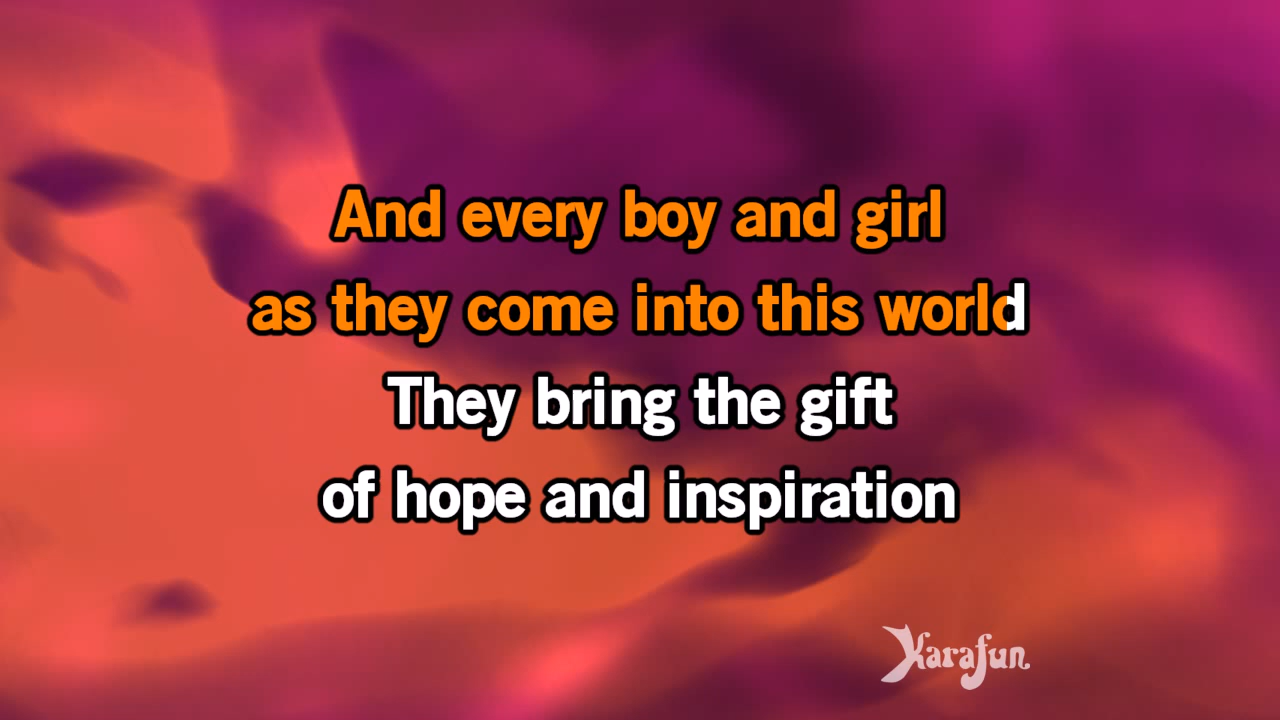 And every boy and girl
as they come into this world
They bring the gift
of hope and inspiration
Karafun